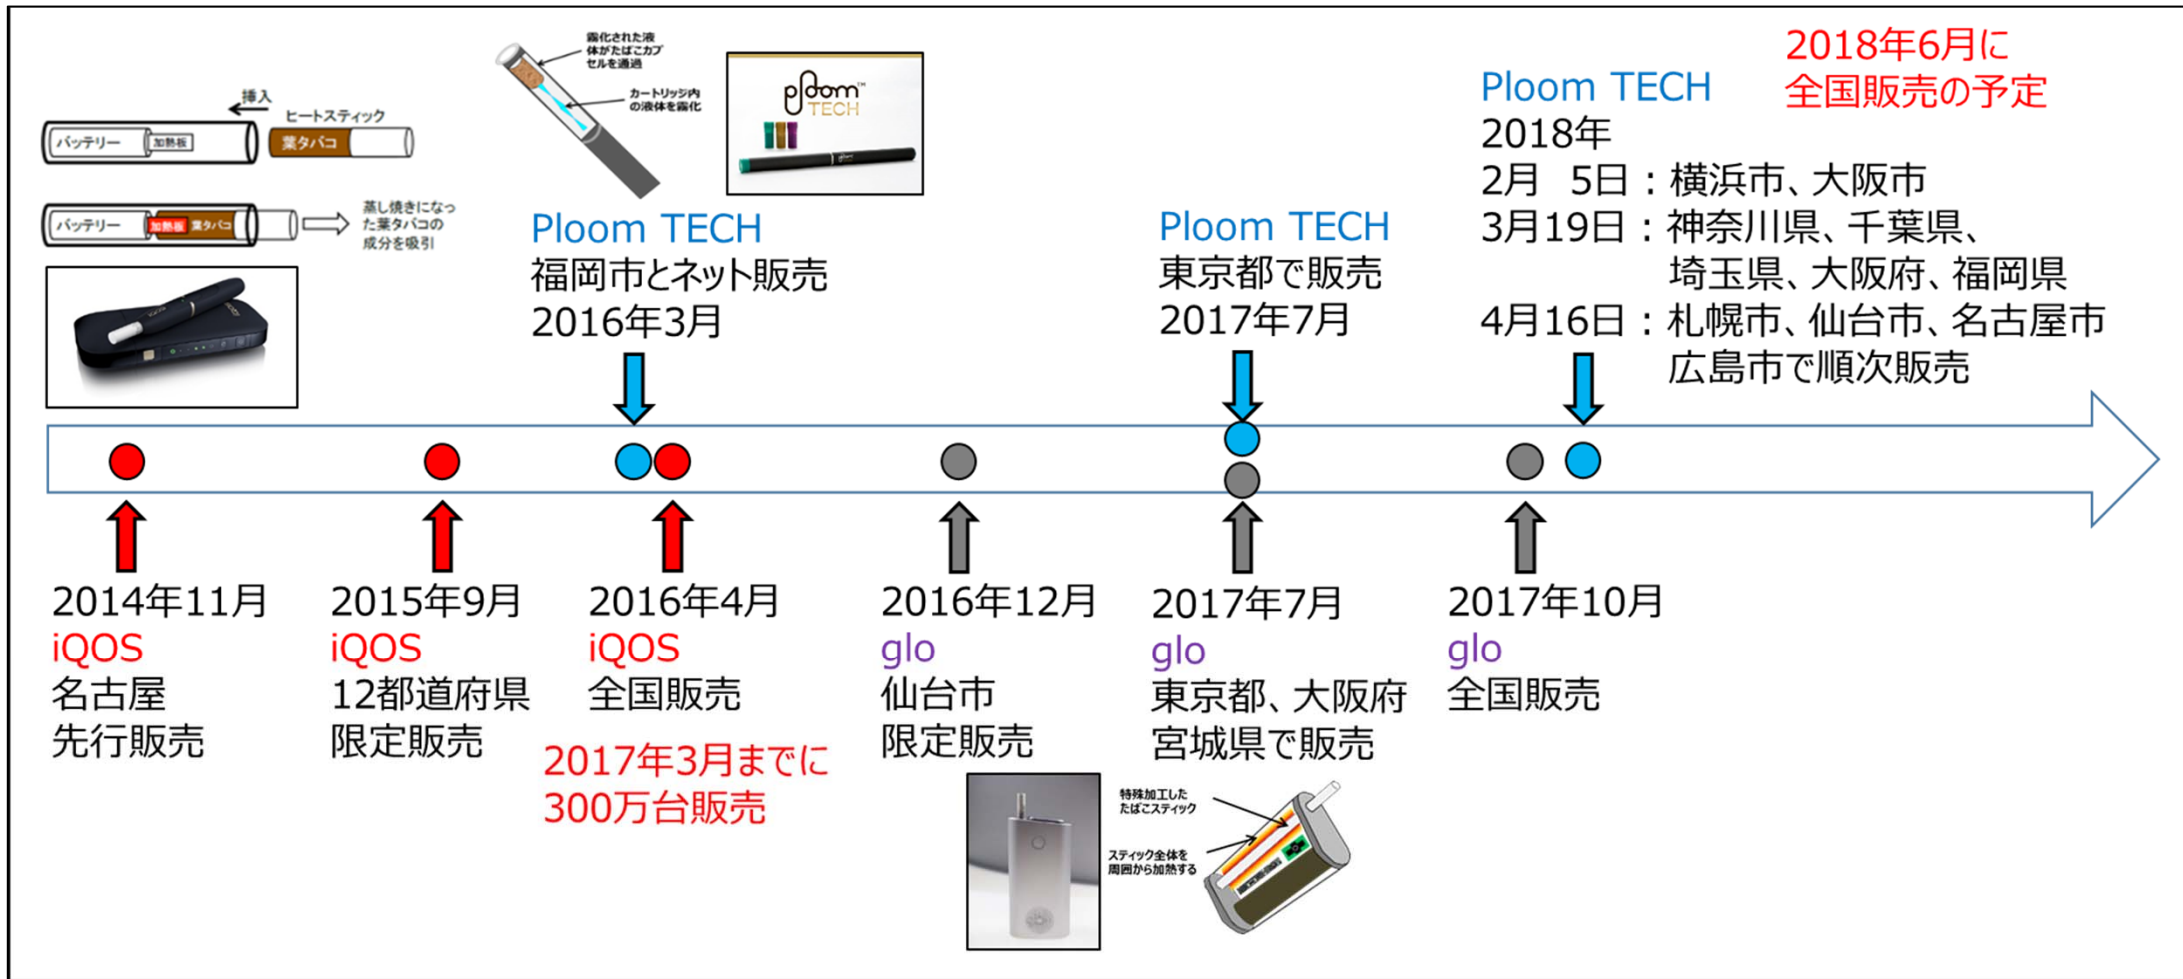 挿入
ヒートスティック
バッテリー
加熱板
葉タバコ
バッテリー
加熱板
葉タバコ
蒸し焼きになっ
た葉タバコの
成分を吸引
霧化された液
体がたばこカプ
セルを通過
カートリッジ内
の液体を霧化
ploom™
TECH
Ploom TECH
福岡市とネット販売
2016年3月
Ploom TECH
東京都で販売
2017年7月
Ploom TECH
2018年
2月 5日：横浜市、大阪市
3月19日：神奈川県、千葉県、
埼玉県、大阪府、福岡県
4月16日：札幌市、仙台市、名古屋市
広島市で順次販売
2018年6月に
全国販売の予定
2014年11月
iQOS
名古屋
先行販売
2015年9月
iQOS
12都道府県
限定販売
2016年4月
iQOS
全国販売
2017年3月までに
300万台販売
2016年12月
glo
仙台市
限定販売
2017年7月
glo
東京都、大阪府
宮城県で販売
2017年10月
glo
全国販売
特殊加工した
たばこスティック
スティック全体を
周囲から加熱する